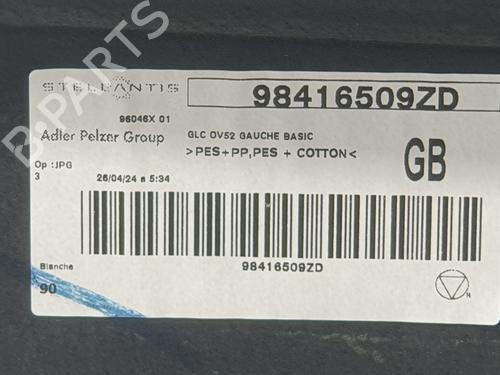 STELLANTIS
98416509ZD
96046X 01
Adler Pelzer Group
GLC OV52 GAUCHE BASIC
>PES+PP,PES + COTTON<
GB
Op :JPG
3
26/04/24 a 5:34
98416509ZD
Blanche
90
N
B-PARTS